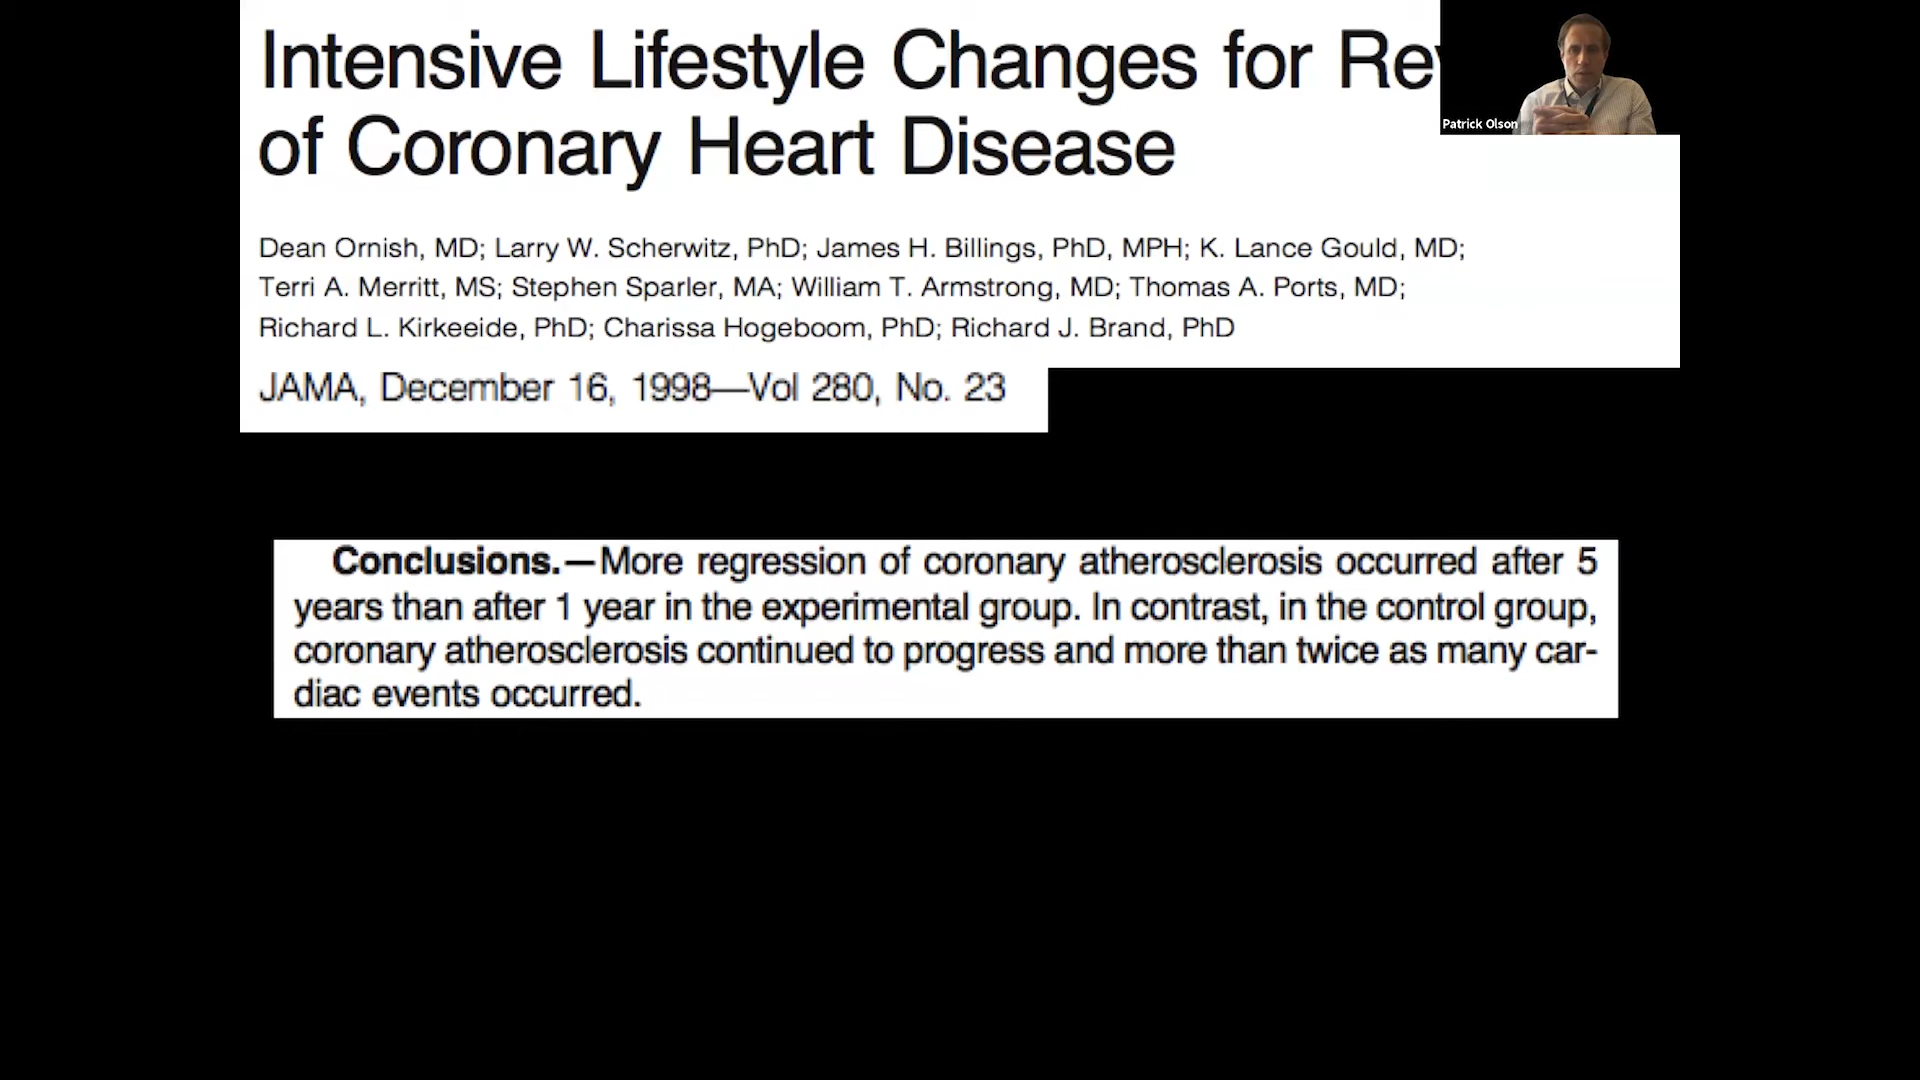 Intensive Lifestyle Changes for
of Coronary Heart Disease
Patrick Olson
Dean Ornish, MD; Larry W. Scherwitz, PhD; James H. Billings, PhD, MPH; K. Lance Gould, MD;
Terri A. Merritt, MS; Stephen Sparler, MA; William T. Armstrong, MD; Thomas A. Ports, MD;
Richard L. Kirkeeide, PhD; Charissa Hogeboom, PhD; Richard J. Brand, PhD
JAMA, December 16, 1998—Vol 280, No. 23
Conclusions.—More regression of coronary atherosclerosis occurred after 5
years than after 1 year in the experimental group. In contrast, in the control group,
coronary atherosclerosis continued to progress and more than twice as many car-
diac events occurred.